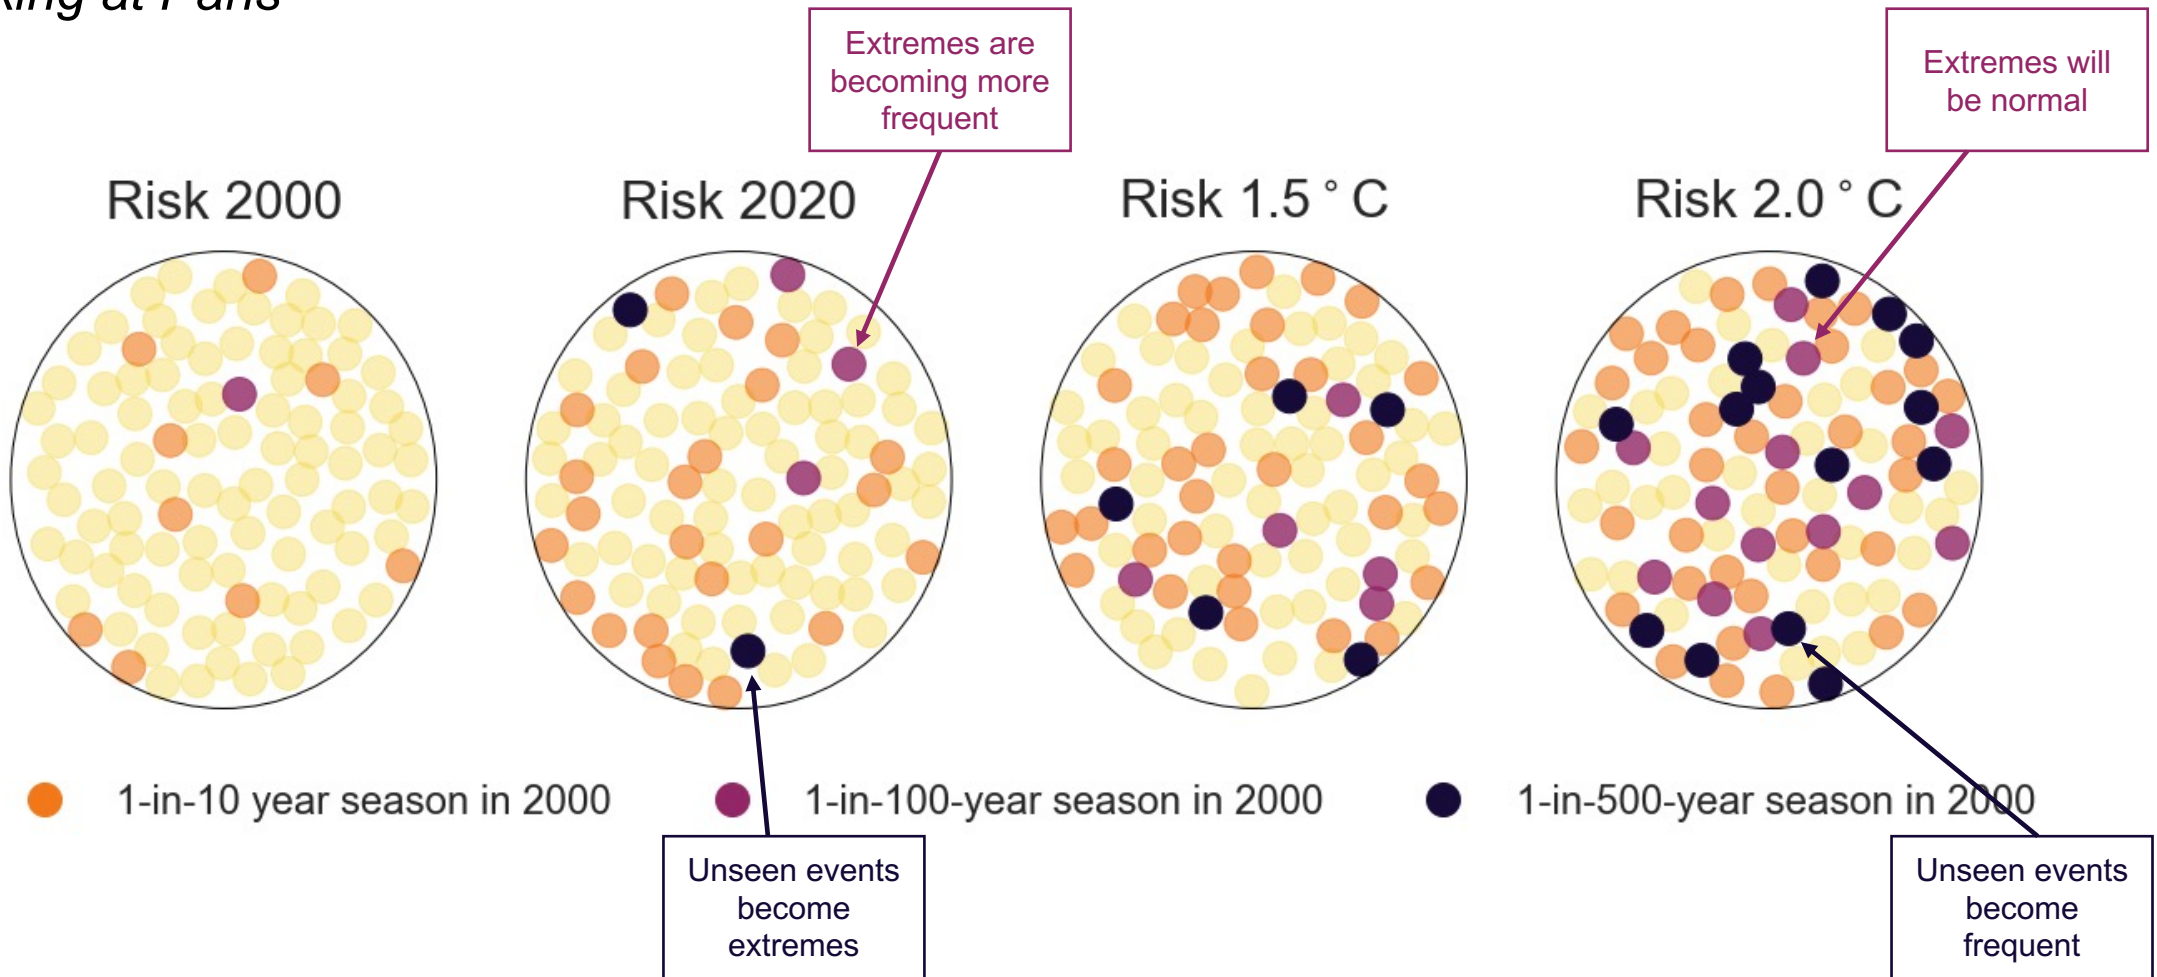 at Paris
Extremes are
becoming more
frequent
Extremes will
be normal
Risk 2000
Risk 2020
Risk 1.5 ° C
Risk 2.0 ° C
1-in-10 year season in 2000
1-in-100-year season in 2000
1-in-500-year season in 2000
Unseen events
become
extremes
Unseen events
become
frequent